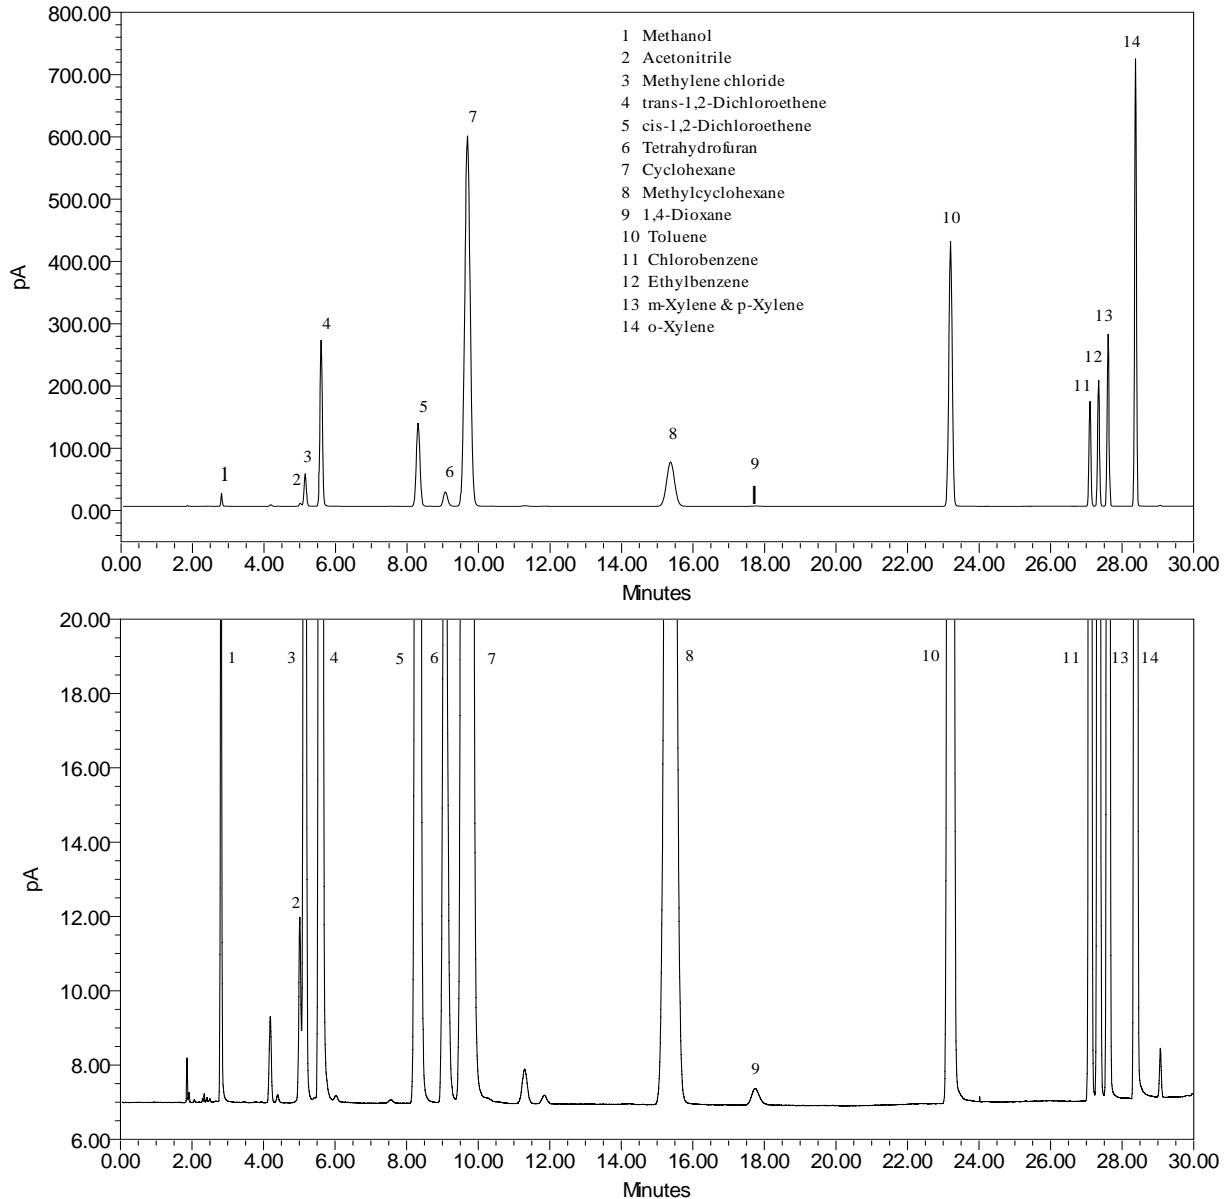 800.00
700.00
600.00
500.00
400.00
300.00
200.00
100.00
0.00
pA
1 Methanol
2 Acetonitrile
3 Methylene chloride
4 trans-1,2-Dichloroethene
5 cis-1,2-Dichloroethene
6 Tetrahydrofuran
7 Cyclohexane
8 Methylcyclohexane
9 1,4-Dioxane
10 Toluene
11 Chlorobenzene
12 Ethylbenzene
13 m-Xylene & p-Xylene
14 o-Xylene
1 2 3 4 5 6 7 8 9 10 11 12 13 14
0.00 2.00 4.00 6.00 8.00 10.00 12.00 14.00 16.00 18.00 20.00 22.00 24.00 26.00 28.00 30.00
Minutes
20.00
18.00
16.00
14.00
12.00
10.00
8.00
6.00
pA
1 3 4 5 6 7 8 10 11 13 14
2
9
0.00 2.00 4.00 6.00 8.00 10.00 12.00 14.00 16.00 18.00 20.00 22.00 24.00 26.00 28.00 30.00
Minutes